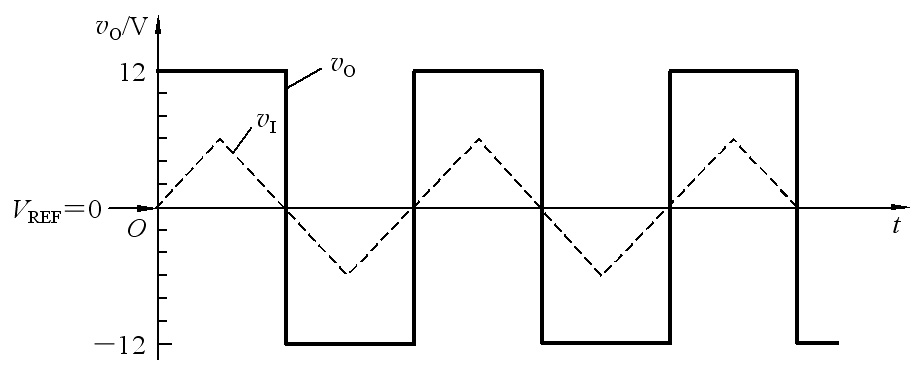 v_O/V
12
v_O
v_I
V_REF=0
O
t
−12